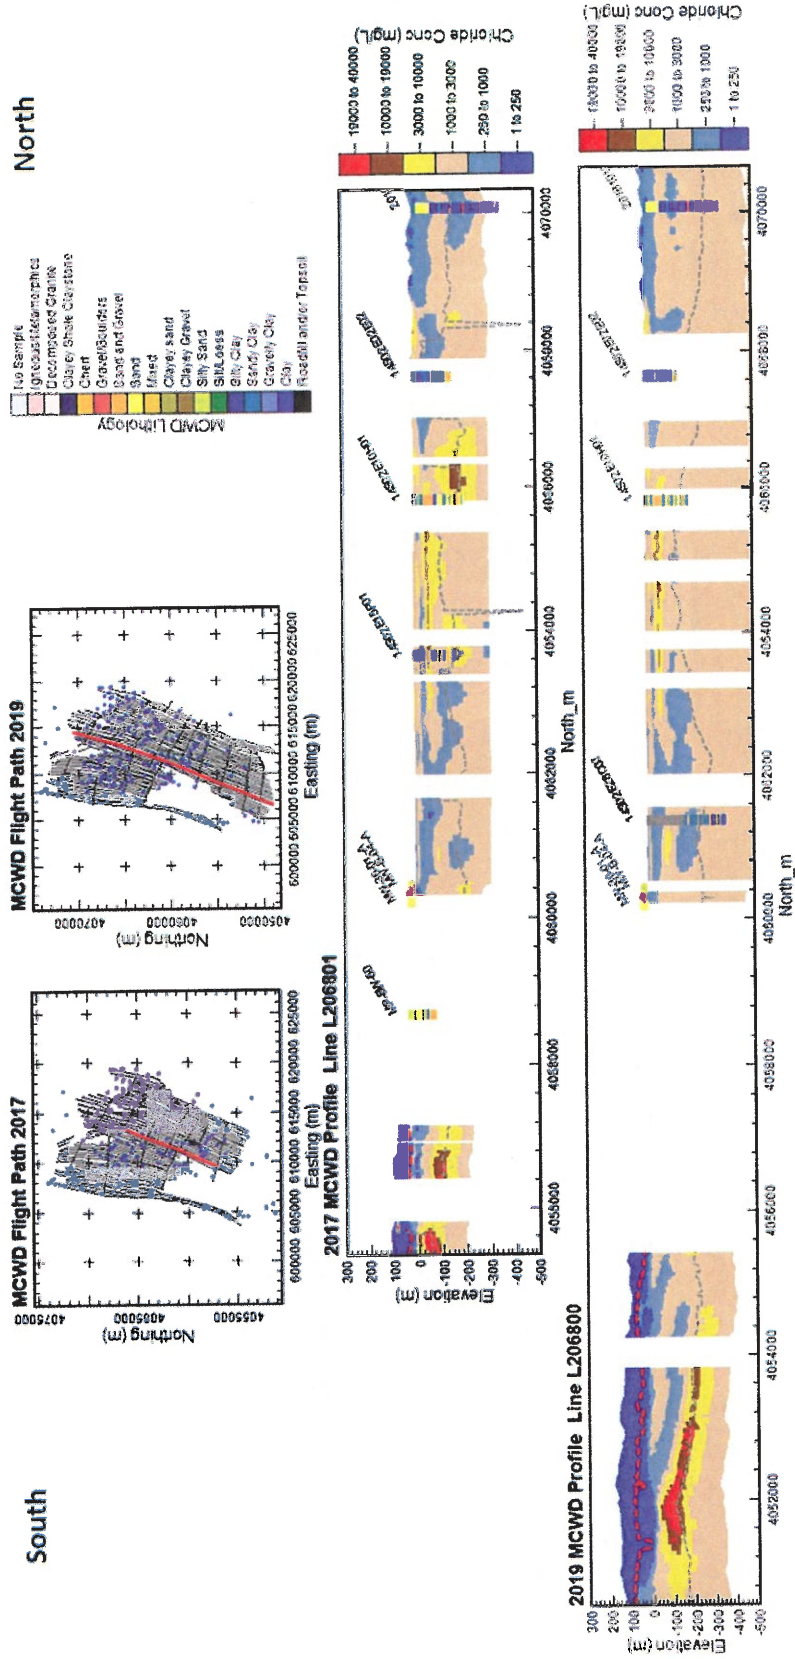 South
North
MCWD Flight Path 2017
Northing (m)
4075000
4065000
4055000
600000 605000 610000 615000 620000 625000
Easting (m)
MCWD Flight Path 2019
Northing (m)
4070000
4060000
4050000
600000 605000 610000 615000 620000 625000
Easting (m)
MCWD Lithology
No Sample
Igneous/Metamorphics
Decomposed Granite
Clayey Shale Claystone
Chert
Gravel/Boulders
Sand and Gravel
Sand
Mixed
Clayey sand
Clayey Gravel
Silty Sand
Silt/Loess
Silty Clay
Sandy Clay
Gravelly Clay
Clay
Roadfill and/or Topsoil
2017 MCWD Profile Line L206801
Elevation (m)
300
200
100
0
-100
-200
-300
-400
-500
MP-BW-50
4058000
4060000
4062000
4064000
4066000
4070000
North_m
Chloride Conc (mg/L)
19000 to 40000
10000 to 19000
3000 to 10000
1000 to 3000
250 to 1000
1 to 250
2019 MCWD Profile Line L206800
Elevation (m)
300
200
100
0
-100
-200
-300
-400
-500
4052000
4054000
4056000
4058000
4060000
4062000
4064000
4066000
4068000
4070000
North_m
Chloride Conc (mg/L)
19000 to 40000
10000 to 19000
3000 to 10000
1000 to 3000
250 to 1000
1 to 250